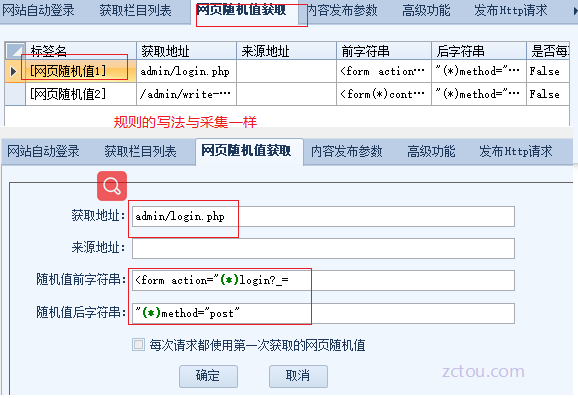 网站自动登录 获取栏目列表 网页随机值获取 内容发布参数 高级功能 发布Http请求
标签名 获取地址 来源地址 前字符串 后字符串 是否每
[网页随机值1] admin/login.php <form action… "(*)method="… False
[网页随机值2] /admin/write-… <form(*)cont… "(*)method="… False
规则的写法与采集一样
网站自动登录 获取栏目列表 网页随机值获取 内容发布参数 高级功能 发布Http请求
获取地址: admin/login.php
来源地址:
随机值前字符串: <form action="(*)login?_=
随机值后字符串: "(*)method="post"
每次请求都使用第一次获取的网页随机值
确定 取消
zctou.com